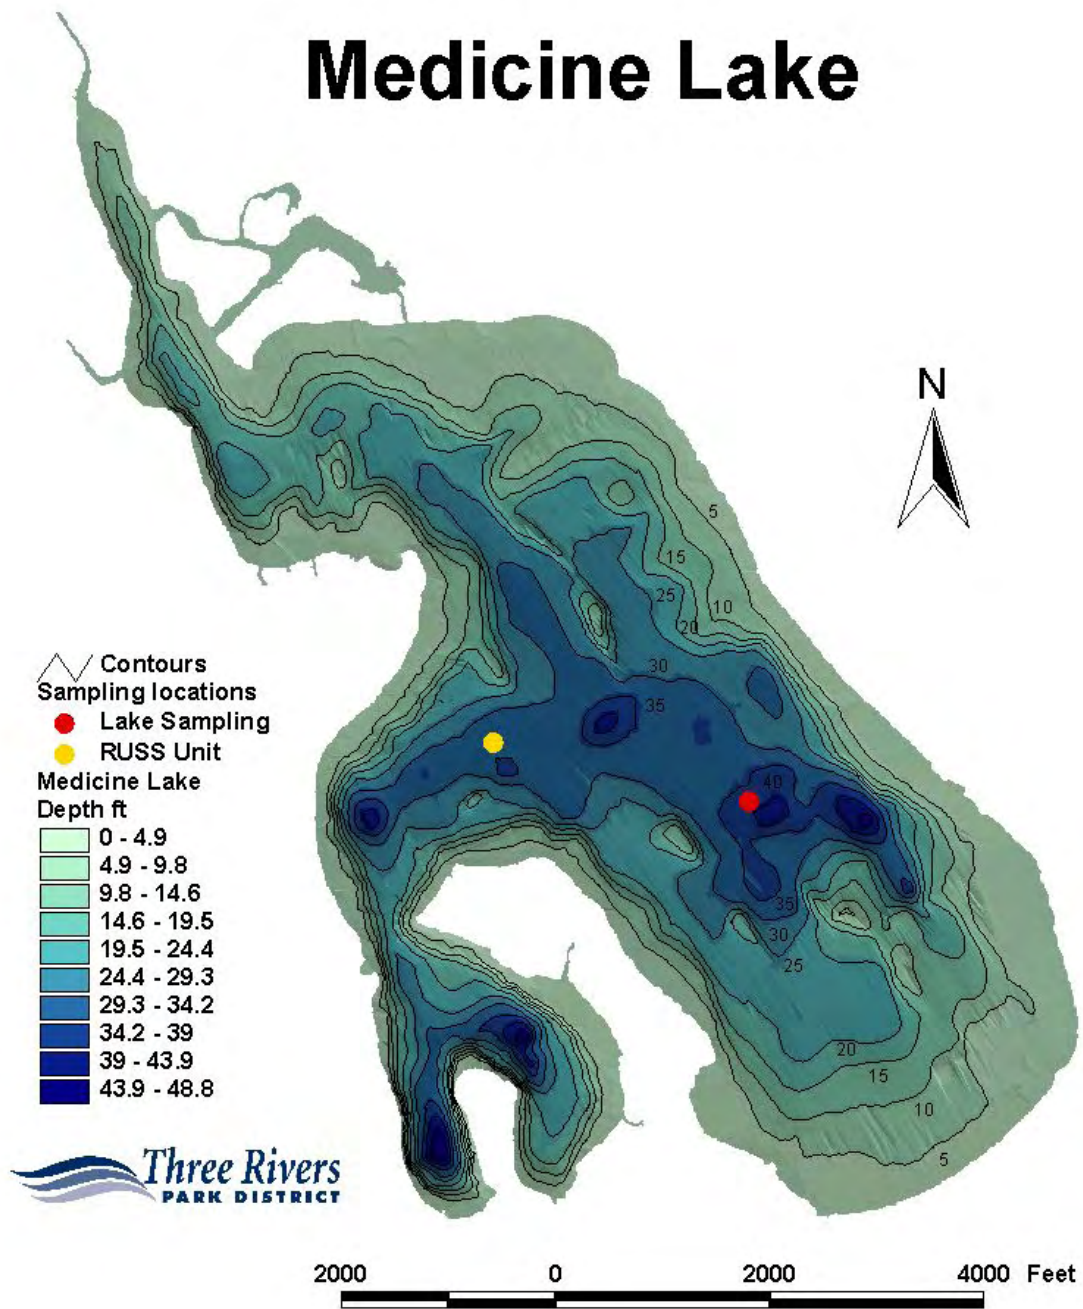 Medicine Lake
N
5
15
25
10
20
30
35
40
35
30
25
20
15
10
5
Contours
Sampling locations
Lake Sampling
RUSS Unit
Medicine Lake
Depth ft
0 - 4.9
4.9 - 9.8
9.8 - 14.6
14.6 - 19.5
19.5 - 24.4
24.4 - 29.3
29.3 - 34.2
34.2 - 39
39 - 43.9
43.9 - 48.8
Three Rivers
PARK DISTRICT
2000 0 2000 4000 Feet